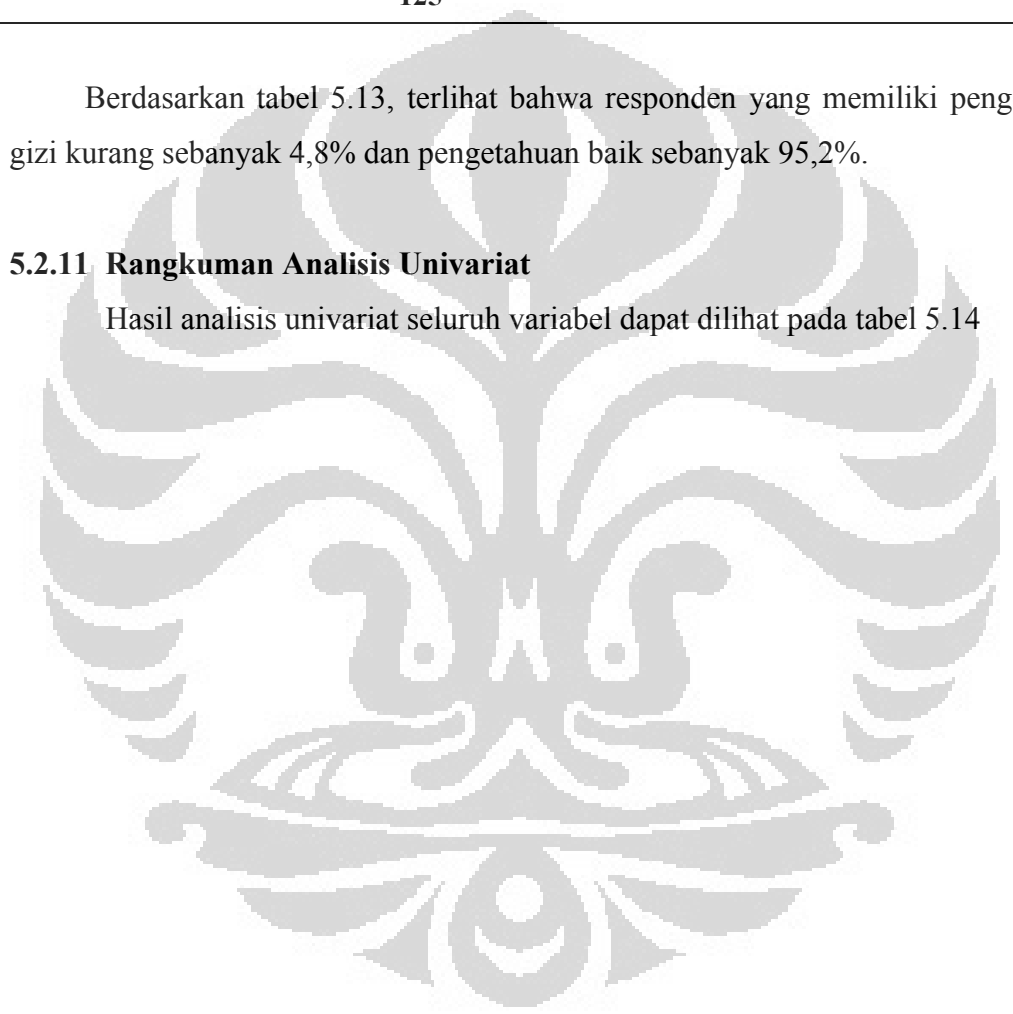 Berdasarkan tabel 5.13, terlihat bahwa responden yang memiliki peng
gizi kurang sebanyak 4,8% dan pengetahuan baik sebanyak 95,2%.
5.2.11 Rangkuman Analisis Univariat
Hasil analisis univariat seluruh variabel dapat dilihat pada tabel 5.14